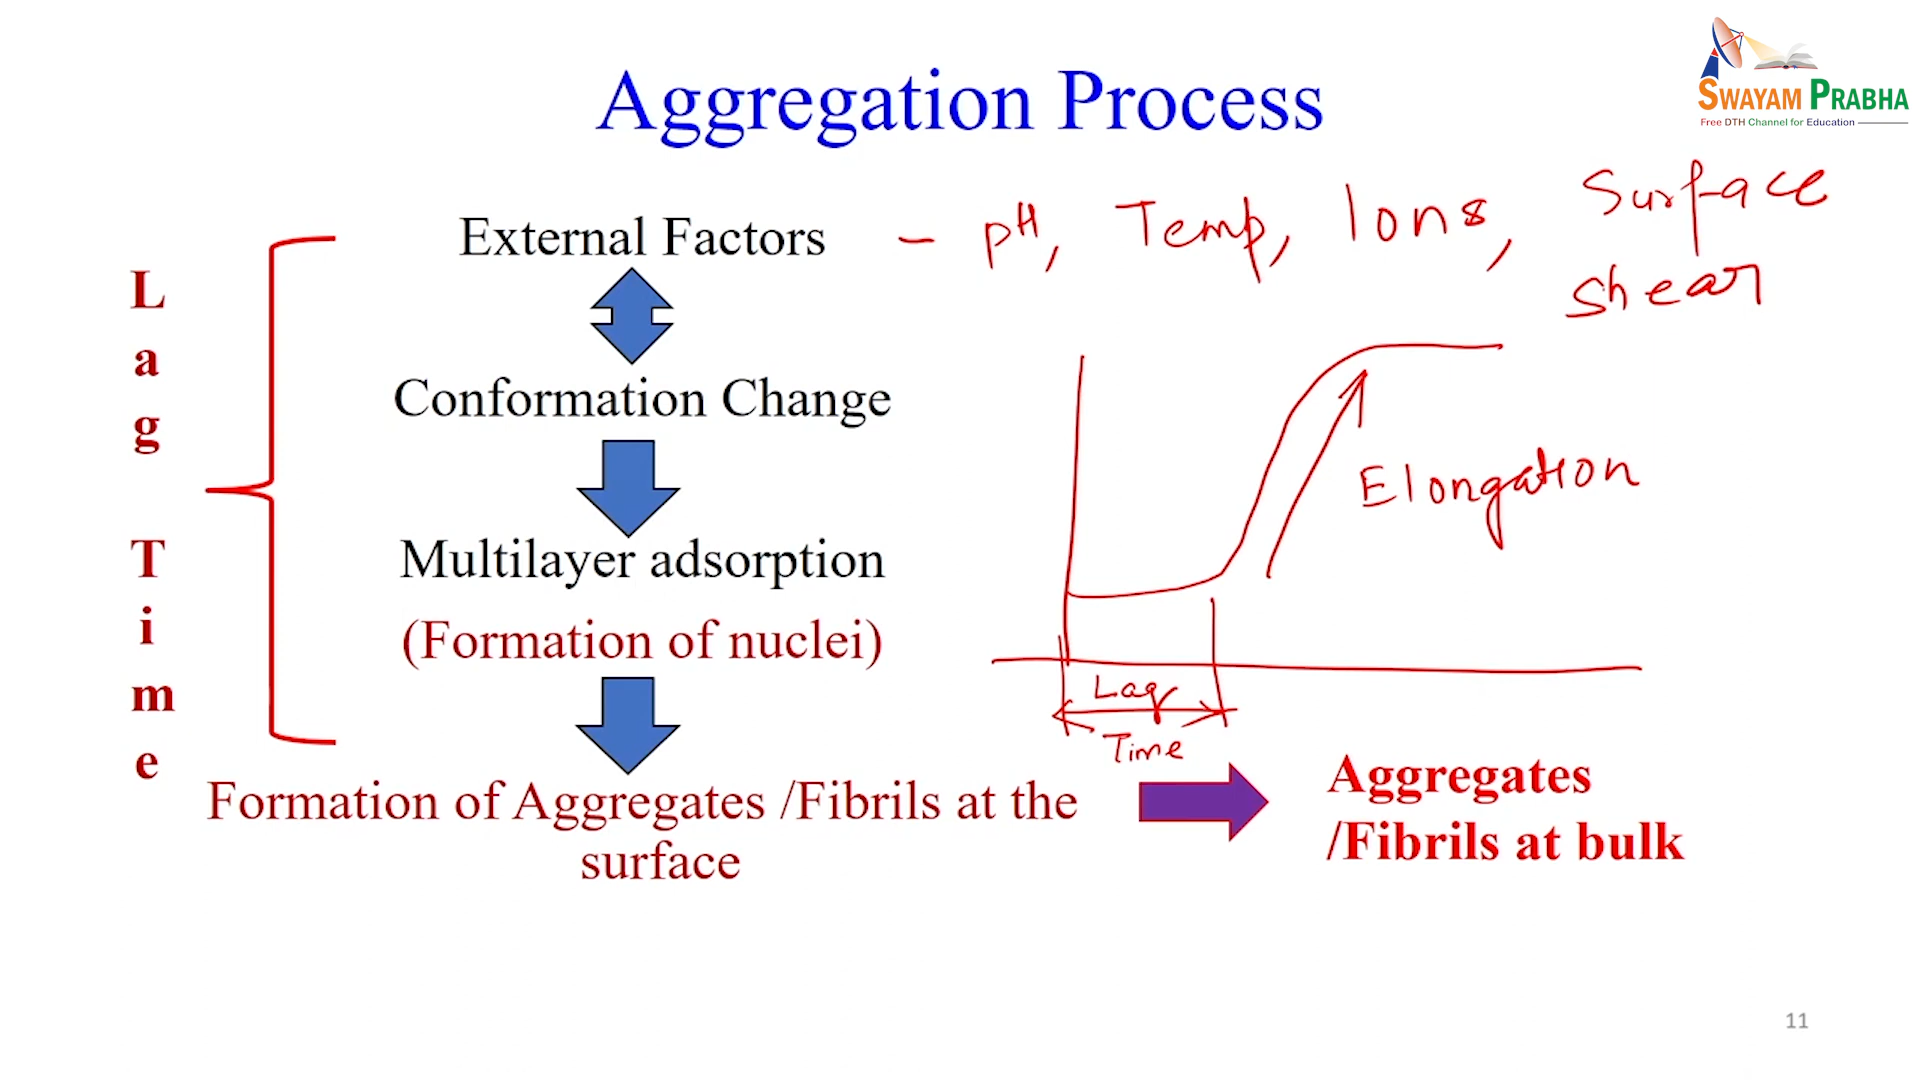 SWAYAM PRABHA
Free DTH Channel for Education
Aggregation Process
External Factors – pH, Temp, Ions, Surface
shear
Lag Time
Conformation Change
Elongation
Multilayer adsorption
(Formation of nuclei)
Lag
Time
Formation of Aggregates /Fibrils at the
surface
Aggregates
/Fibrils at bulk
11